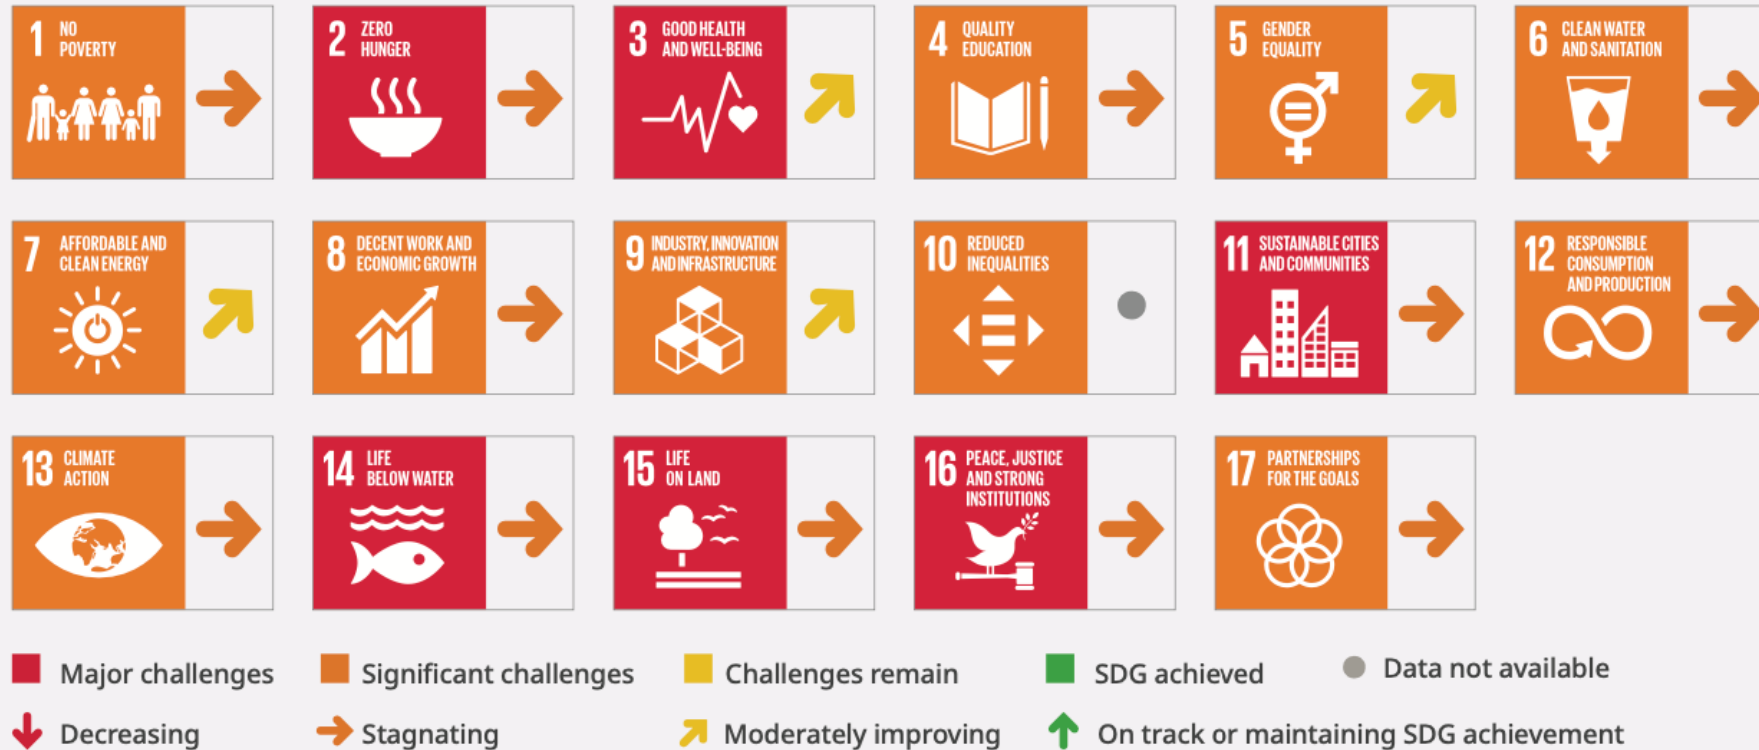 1 NO
POVERTY
2 ZERO
HUNGER
3 GOOD HEALTH
AND WELL-BEING
4 QUALITY
EDUCATION
5 GENDER
EQUALITY
6 CLEAN WATER
AND SANITATION
7 AFFORDABLE AND
CLEAN ENERGY
8 DECENT WORK AND
ECONOMIC GROWTH
9 INDUSTRY, INNOVATION
AND INFRASTRUCTURE
10 REDUCED
INEQUALITIES
11 SUSTAINABLE CITIES
AND COMMUNITIES
12 RESPONSIBLE
CONSUMPTION
AND PRODUCTION
13 CLIMATE
ACTION
14 LIFE
BELOW WATER
15 LIFE
ON LAND
16 PEACE, JUSTICE
AND STRONG
INSTITUTIONS
17 PARTNERSHIPS
FOR THE GOALS
Major challenges
Significant challenges
Challenges remain
SDG achieved
Data not available
Decreasing
Stagnating
Moderately improving
On track or maintaining SDG achievement